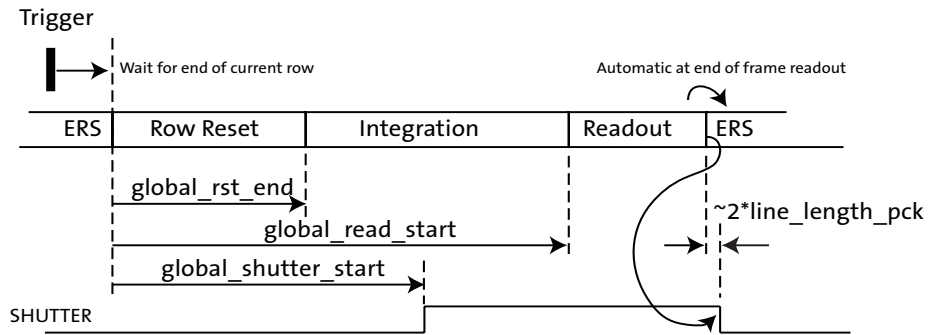 Trigger
Wait for end of current row
Automatic at end of frame readout
ERS
Row Reset
Integration
Readout
ERS
global_rst_end
~2*line_length_pck
global_read_start
global_shutter_start
SHUTTER